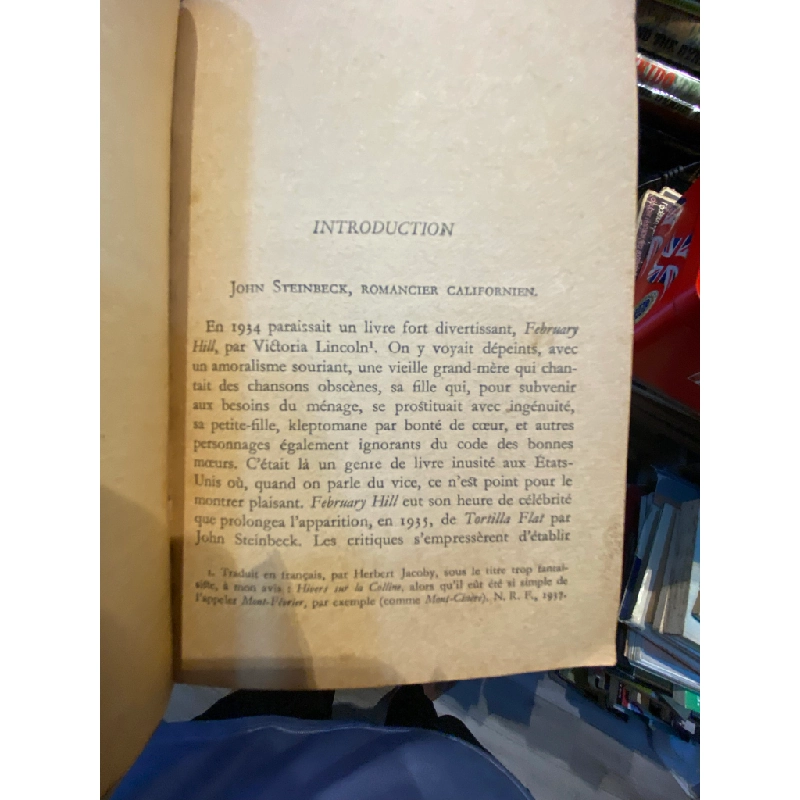 INTRODUCTION
JOHN STEINBECK, ROMANCIER CALIFORNIEN.
En 1934 paraissait un livre fort divertissant, February
Hill, par Victoria Lincoln¹. On y voyait dépeints, avec
un amoralisme souriant, une vieille grand-mère qui chan-
tait des chansons obscènes, sa fille qui, pour subvenir
aux besoins du ménage, se prostituait avec ingénuité,
sa petite-fille, kleptomane par bonté de cœur, et autres
personnages également ignorants du code des bonnes
mœurs. C'était là un genre de livre inusité aux États-
Unis où, quand on parle du vice, ce n'est point pour le
montrer plaisant. February Hill eut son heure de célébrité
que prolongea l'apparition, en 1935, de Tortilla Flat par
John Steinbeck. Les critiques s'empressèrent d'établir
1. Traduit en français, par Herbert Jacoby, sous le titre trop fantai-
siste, à mon avis : Hivers sur la Colline, alors qu'il eût été si simple de
l'appeler Mont-Février, par exemple (comme Mont-Cinère). N. R. F., 1937.